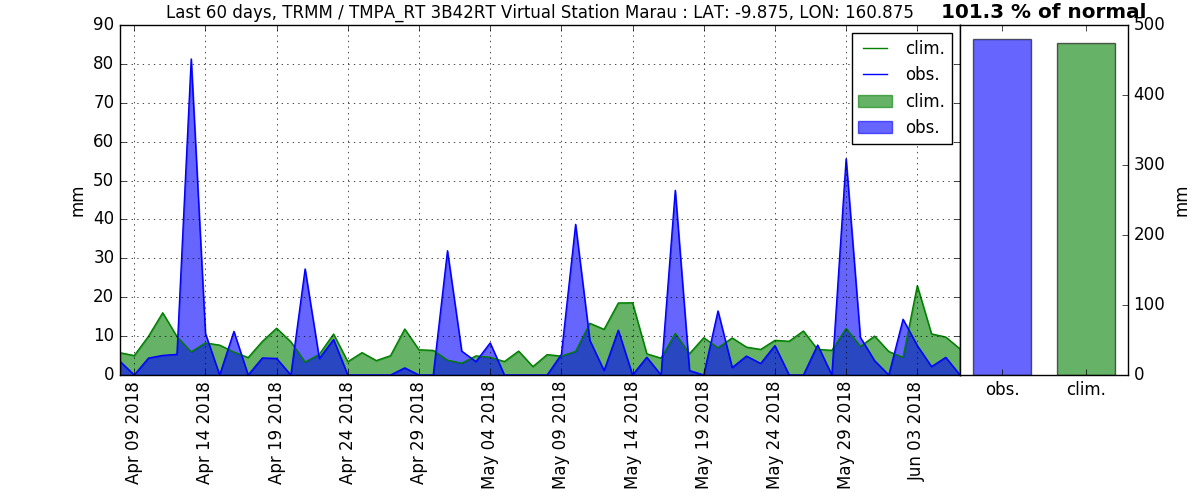 Last 60 days, TRMM / TMPA_RT 3B42RT Virtual Station Marau : LAT: -9.875, LON: 160.875
101.3 % of normal
90
80
70
60
50
40
30
20
10
0
mm
clim.
obs.
clim.
obs.
Apr 09 2018
Apr 14 2018
Apr 19 2018
Apr 24 2018
Apr 29 2018
May 04 2018
May 09 2018
May 14 2018
May 19 2018
May 24 2018
May 29 2018
Jun 03 2018
500
400
300
200
100
0
mm
obs.
clim.